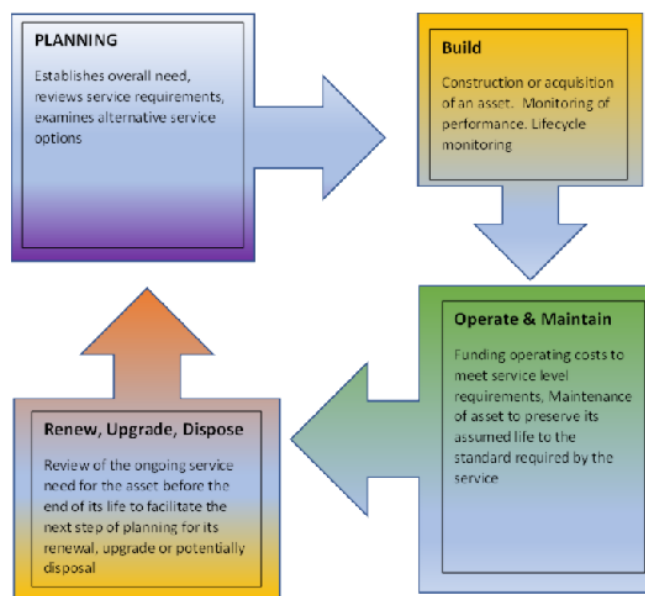 PLANNING
Establishes overall need,
reviews service requirements,
examines alternative service
options
Build
Construction or acquisition
of an asset. Monitoring of
performance. Lifecycle
monitoring
Operate & Maintain
Funding operating costs to
meet service level
requirements, Maintenance
of asset to preserve its
assumed life to the
standard required by the
service
Renew, Upgrade, Dispose
Review of the ongoing service
need for the asset before the
end of its life to facilitate the
next step of planning for its
renewal, upgrade or potentially
disposal